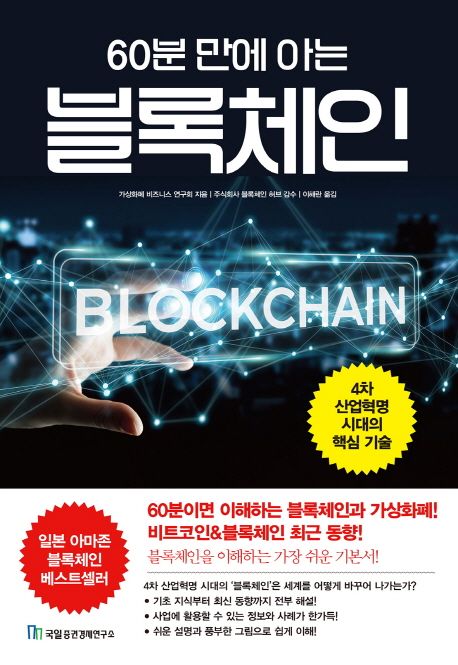 60분 만에 아는
블록체인
가상화폐 비즈니스 연구회 지음 | 주식회사 블록체인 허브 감수 | 이해란 옮김
BLOCKCHAIN
4차
산업혁명
시대의
핵심 기술
60분이면 이해하는 블록체인과 가상화폐!
비트코인&블록체인 최근 동향!
블록체인을 이해하는 가장 쉬운 기본서!
일본 아마존
블록체인
베스트셀러
4차 산업혁명 시대의 '블록체인'은 세계를 어떻게 바꾸어 나가는가?
• 기초 지식부터 최신 동향까지 전부 해설!
• 사업에 활용할 수 있는 정보와 사례가 한가득!
• 쉬운 설명과 풍부한 그림으로 쉽게 이해!
국일증권경제연구소